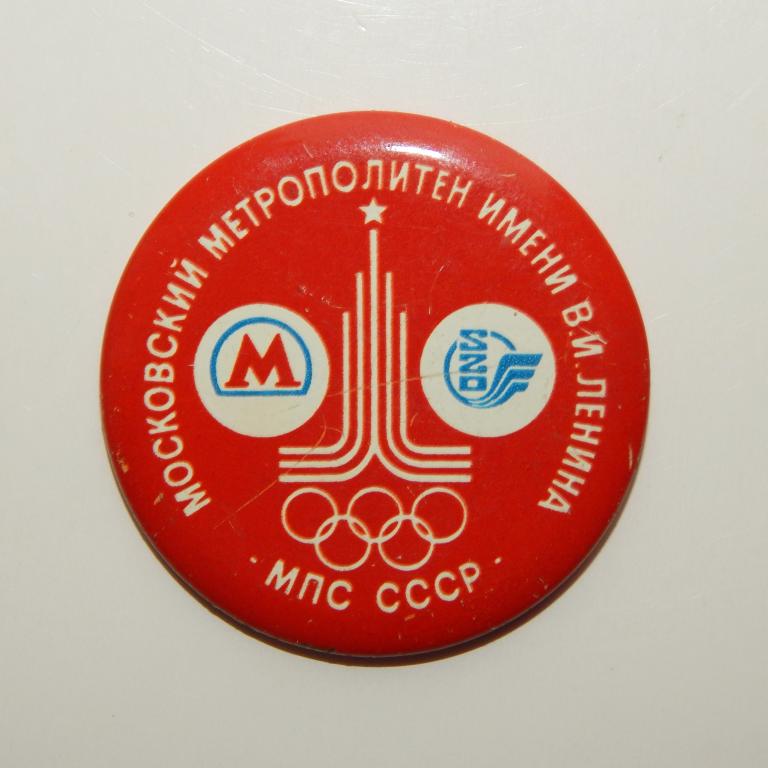 МОСКОВСКИЙ МЕТРОПОЛИТЕН ИМЕНИ В.И.ЛЕНИНА
М
· МПС СССР ·